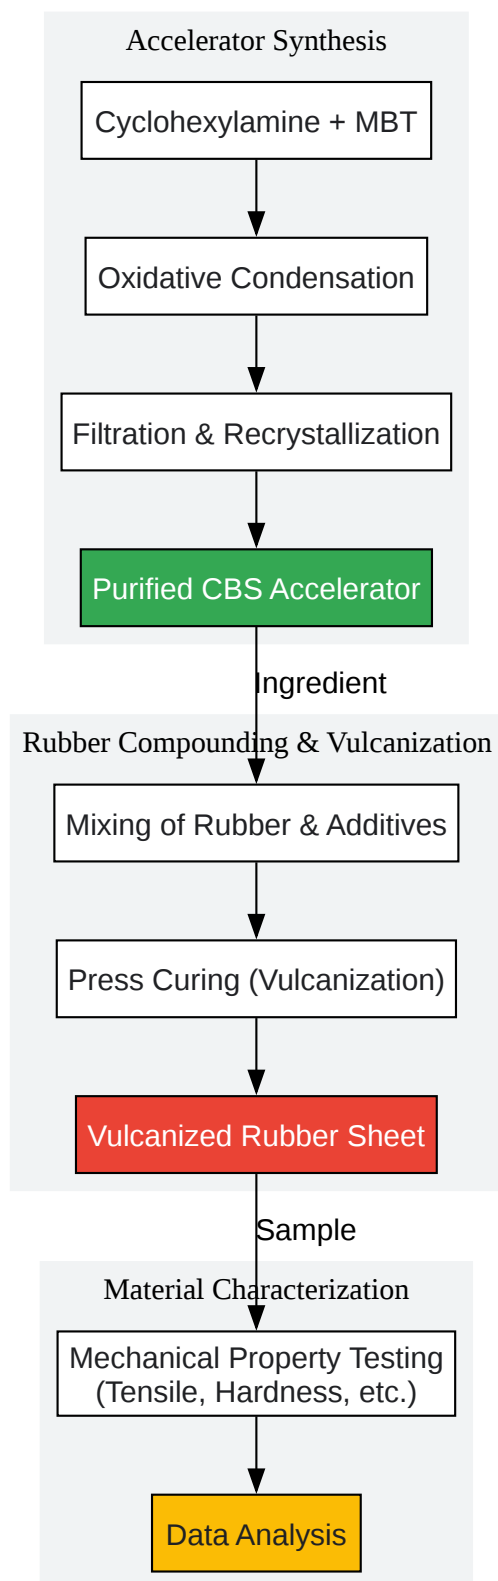 Accelerator Synthesis
Cyclohexylamine + MBT
Oxidative Condensation
Filtration & Recrystallization
Purified CBS Accelerator
Ingredient
Rubber Compounding & Vulcanization
Mixing of Rubber & Additives
Press Curing (Vulcanization)
Vulcanized Rubber Sheet
Sample
Material Characterization
Mechanical Property Testing
(Tensile, Hardness, etc.)
Data Analysis